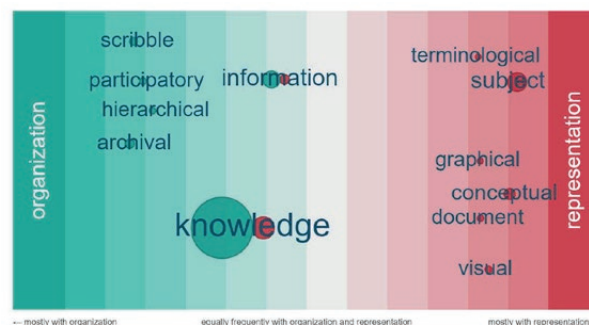 scribble
terminological
participatory
information
subject
hierarchical
archival
organization
graphical
representation
conceptual
knowledge
document
visual
← mostly with organization
equally frequently with organization and representation
mostly with representation